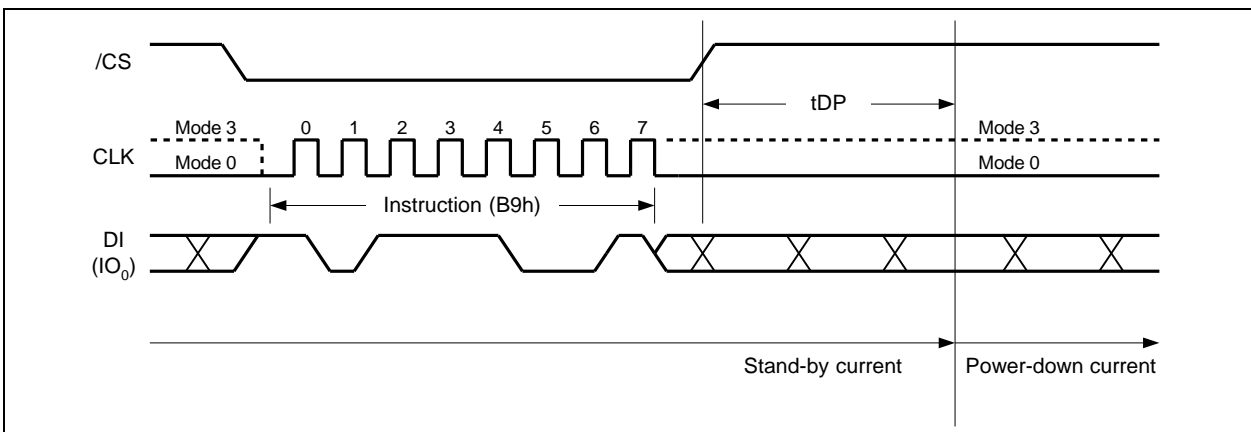 /CS
tDP
Mode 3 0 1 2 3 4 5 6 7 Mode 3
CLK
Mode 0 Mode 0
Instruction (B9h)
DI
(IO₀)
Stand-by current Power-down current